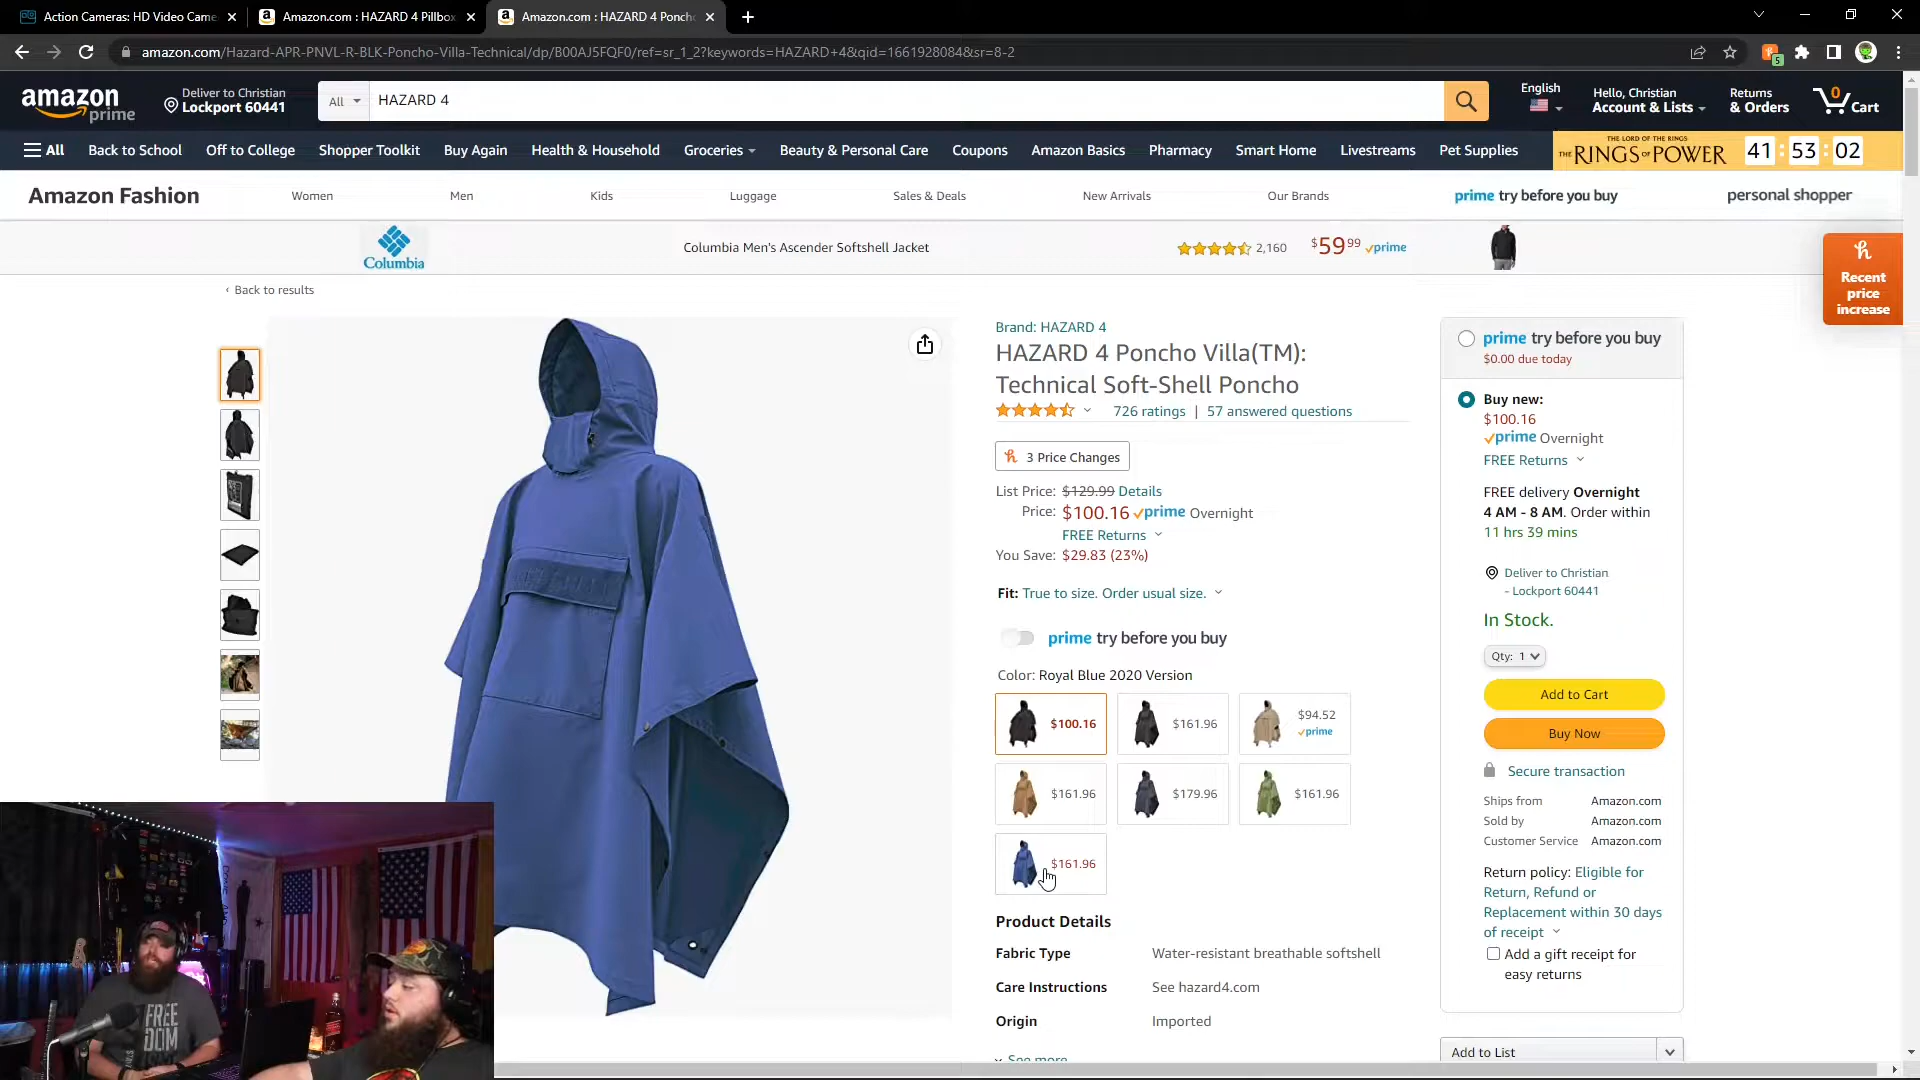 Action Cameras: HD Video Came
Amazon.com : HAZARD 4 Pillbox
Amazon.com : HAZARD 4 Poncho
amazon.com/Hazard-APR-PNVL-R-BLK-Poncho-Villa-Technical/dp/B00AJ5FQF0/ref=sr_1_2?keywords=HAZARD+4&qid=1661928084&sr=8-2
5
amazon prime
Deliver to Christian
Lockport 60441
All
HAZARD 4
English
Hello, Christian
Account & Lists
Returns
& Orders
0
Cart
All
Back to School
Off to College
Shopper Toolkit
Buy Again
Health & Household
Groceries
Beauty & Personal Care
Coupons
Amazon Basics
Pharmacy
Smart Home
Livestreams
Pet Supplies
THE LORD OF THE RINGS
THE RINGS OF POWER
41 : 53 : 02
Amazon Fashion
Women
Men
Kids
Luggage
Sales & Deals
New Arrivals
Our Brands
prime try before you buy
personal shopper
Columbia
Columbia Men's Ascender Softshell Jacket
2,160
$59 99 prime
Recent
price
increase
‹ Back to results
Brand: HAZARD 4
HAZARD 4 Poncho Villa(TM):
Technical Soft-Shell Poncho
726 ratings | 57 answered questions
3 Price Changes
List Price: $129.99 Details
Price: $100.16 prime Overnight
FREE Returns
You Save: $29.83 (23%)
Fit: True to size. Order usual size.
prime try before you buy
Color: Royal Blue 2020 Version
$100.16
$161.96
$94.52
prime
$161.96
$179.96
$161.96
$161.96
Product Details
Fabric Type Water-resistant breathable softshell
Care Instructions See hazard4.com
Origin Imported
See more
prime try before you buy
$0.00 due today
Buy new:
$100.16
prime Overnight
FREE Returns
FREE delivery Overnight
4 AM - 8 AM. Order within
11 hrs 39 mins
Deliver to Christian
- Lockport 60441
In Stock.
Qty: 1
Add to Cart
Buy Now
Secure transaction
Ships from Amazon.com
Sold by Amazon.com
Customer Service Amazon.com
Return policy: Eligible for
Return, Refund or
Replacement within 30 days
of receipt
Add a gift receipt for
easy returns
Add to List
FREE
DOM